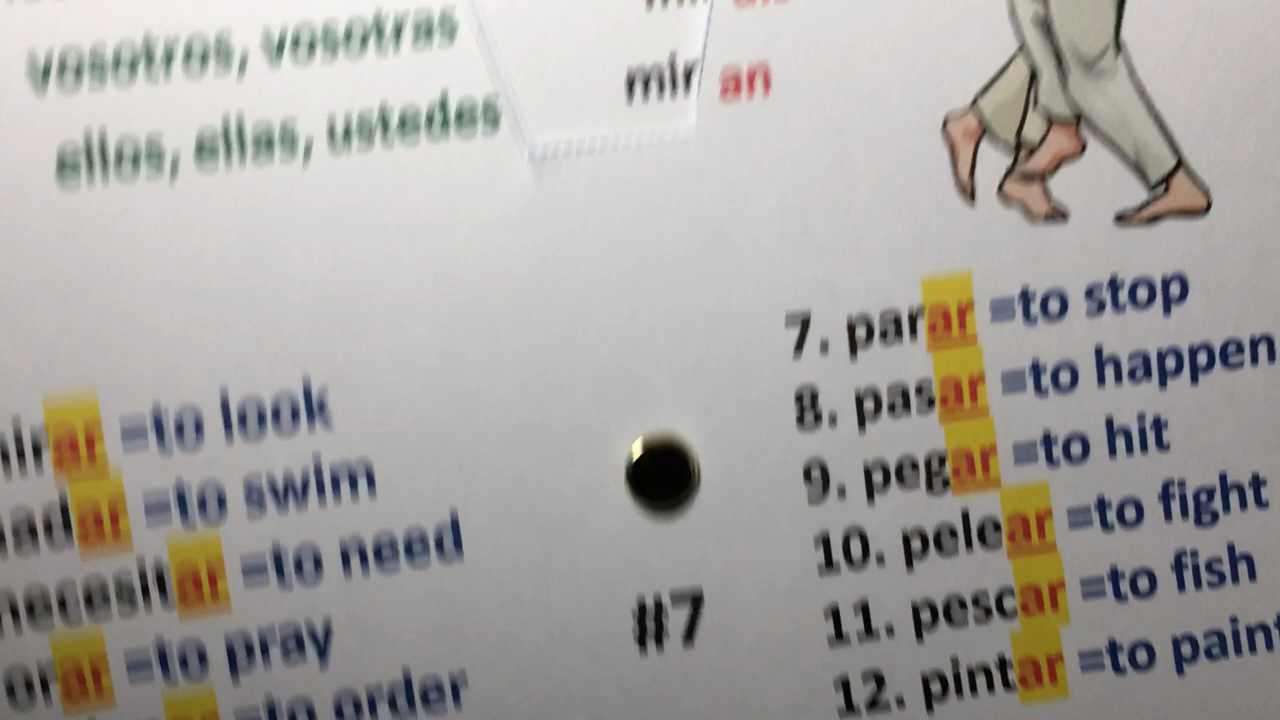 vosotros, vosotras
ellos, ellas, ustedes
mir an
ar =to look
ar =to swim
necesitar =to need
orar =to pray
ar =to order
#7
7. parar =to stop
8. pasar =to happen
9. pegar =to hit
10. pelear =to fight
11. pescar =to fish
12. pintar =to paint